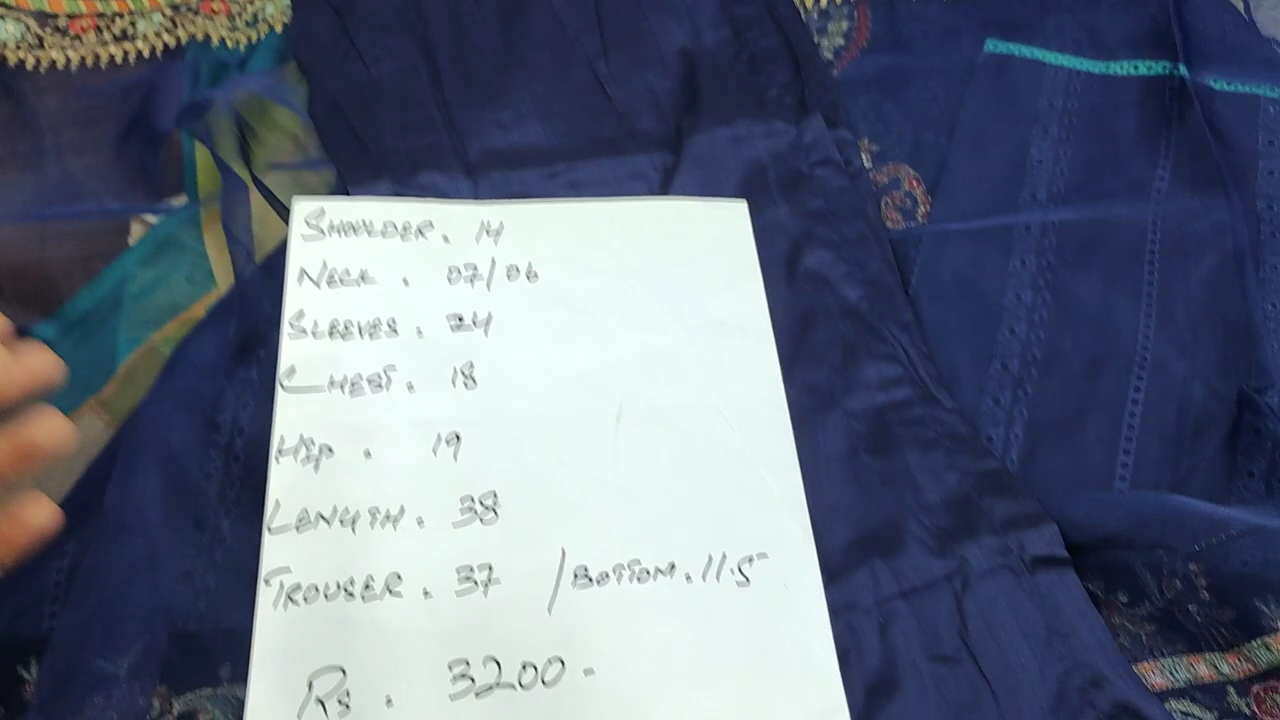 SHOULDER. 14
NECK. 07/06
SLEEVES. 24
CHEST. 18
HIP. 19
LENGTH. 38
TROUSER. 37 / BOTTOM. 11.5
Rs. 3200-